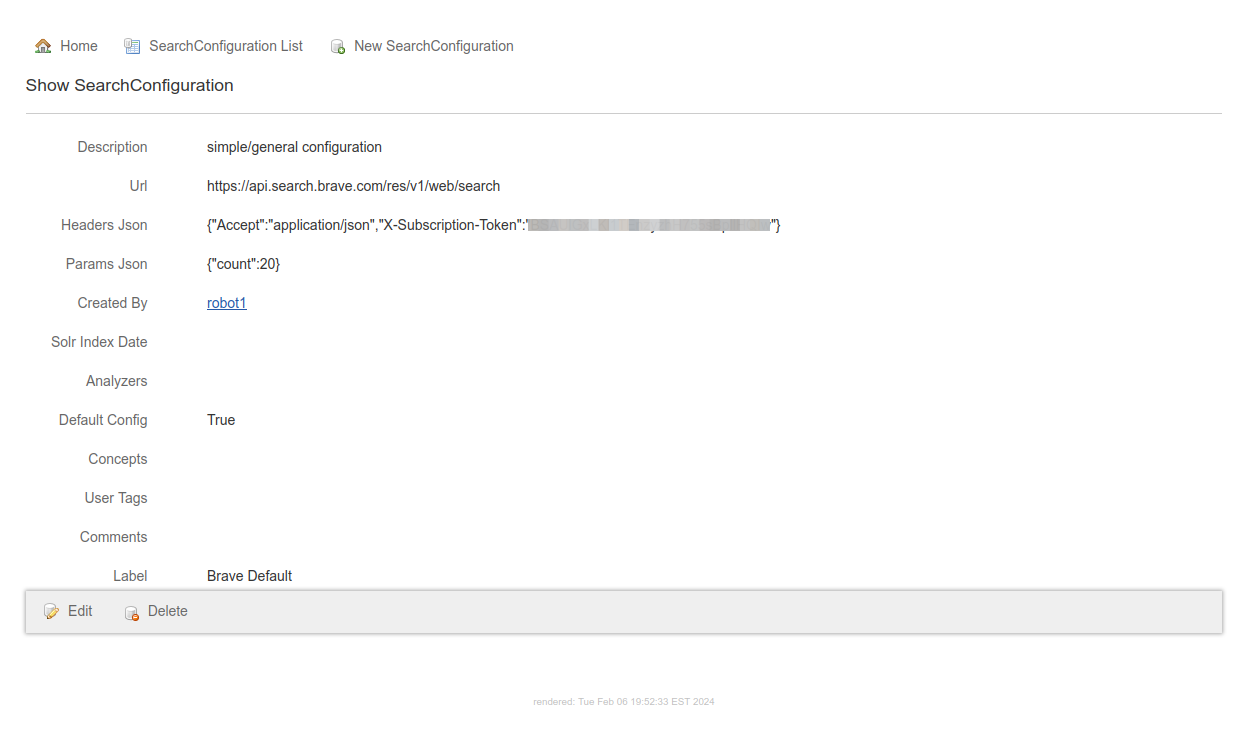 Home SearchConfiguration List New SearchConfiguration
Show SearchConfiguration
Description simple/general configuration
Url https://api.search.brave.com/res/v1/web/search
Headers Json {"Accept":"application/json","X-Subscription-Token":" "}
Params Json {"count":20}
Created By robot1
Solr Index Date
Analyzers
Default Config True
Concepts
User Tags
Comments
Label Brave Default
Edit Delete
rendered: Tue Feb 06 19:52:33 EST 2024